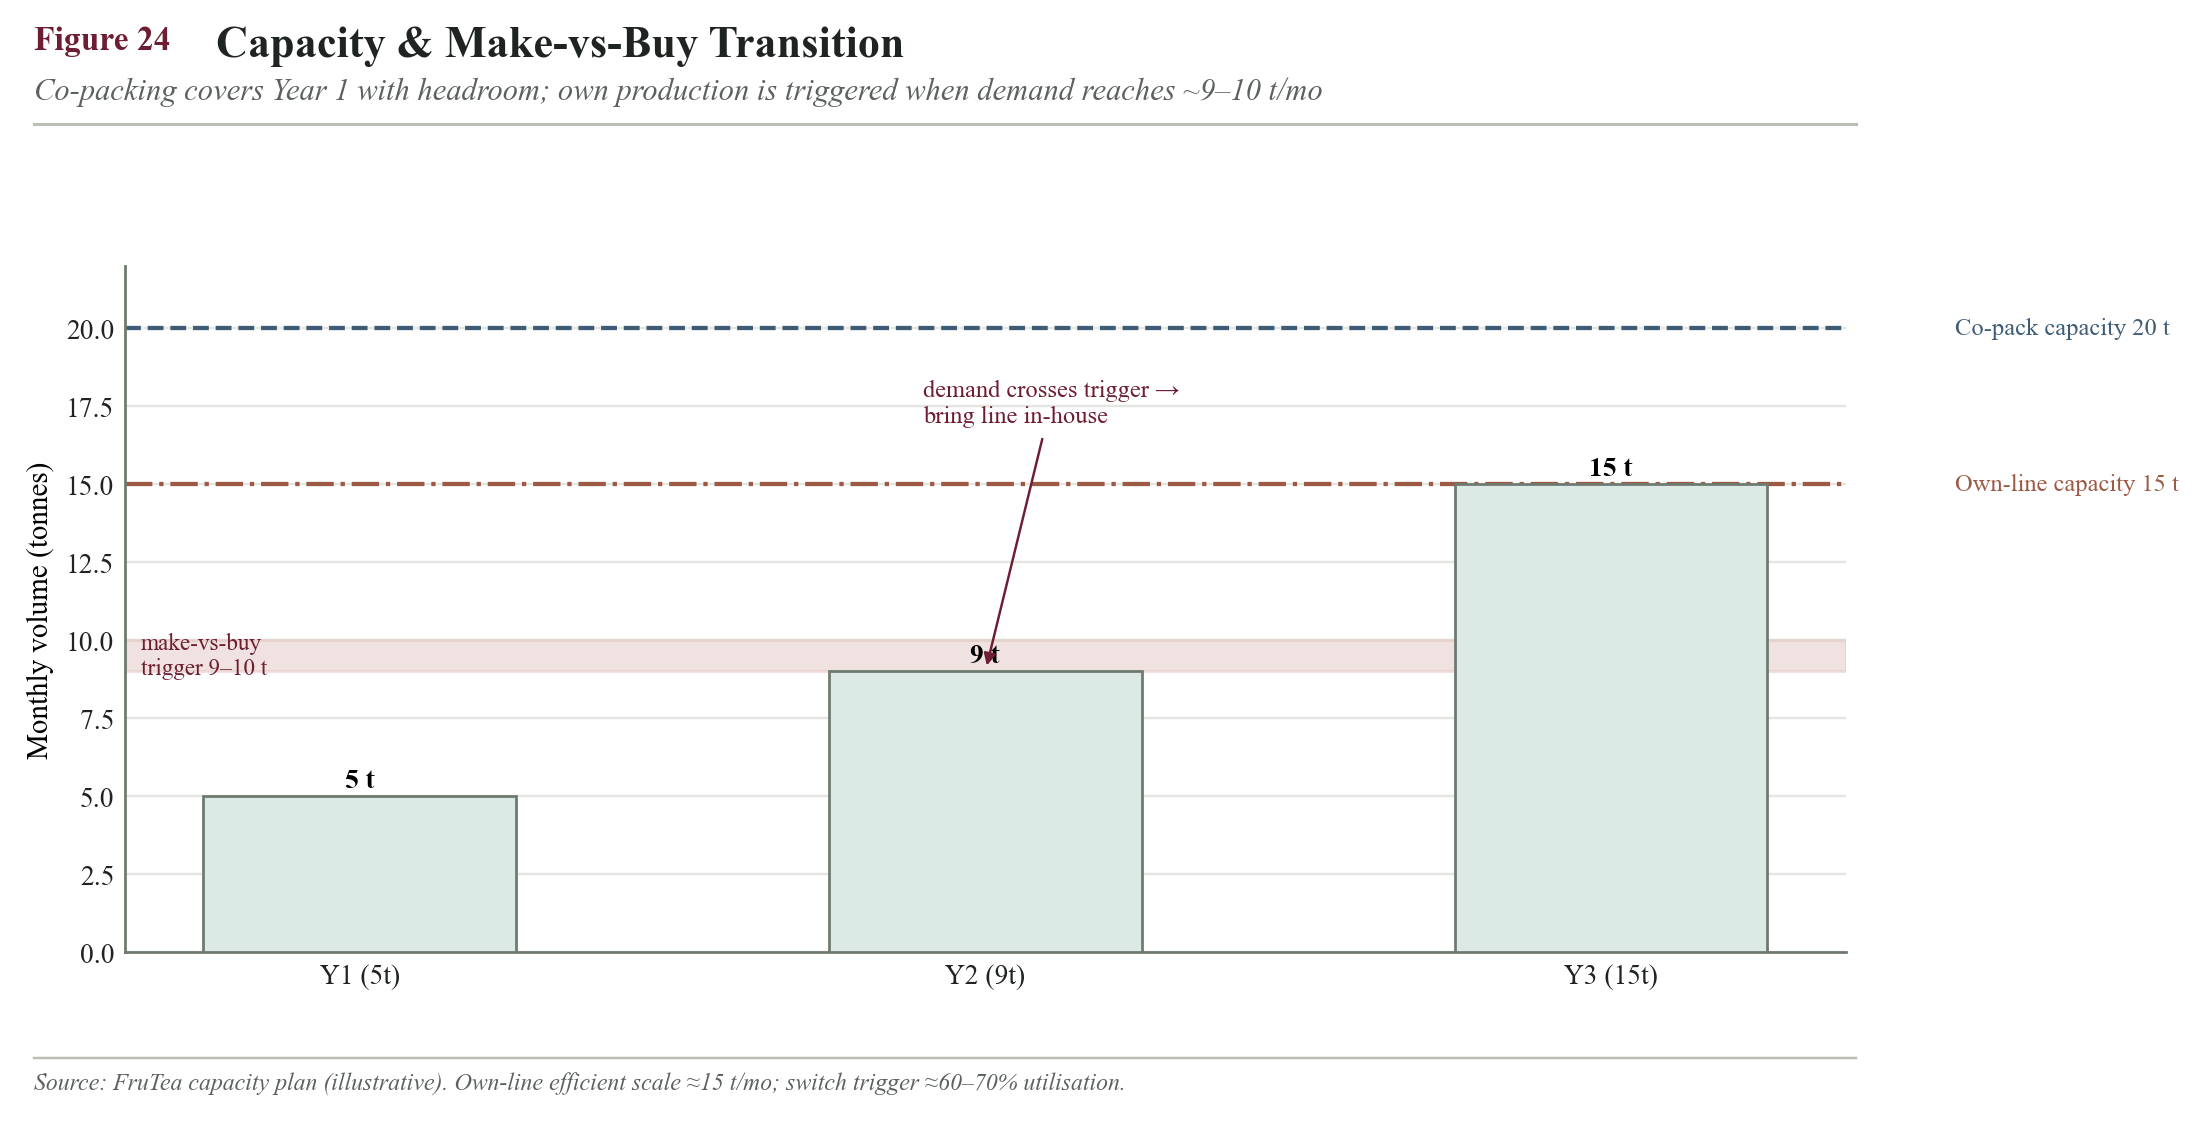 Figure 24 Capacity & Make-vs-Buy Transition
Co-packing covers Year 1 with headroom; own production is triggered when demand reaches ~9–10 t/mo
Monthly volume (tonnes)
20.0
17.5
15.0
12.5
10.0
7.5
5.0
2.5
0.0
Co-pack capacity 20 t
demand crosses trigger →
bring line in-house
15 t
Own-line capacity 15 t
make-vs-buy
trigger 9–10 t
9 t
5 t
Y1 (5t)
Y2 (9t)
Y3 (15t)
Source: FruTea capacity plan (illustrative). Own-line efficient scale ≈15 t/mo; switch trigger ≈60–70% utilisation.